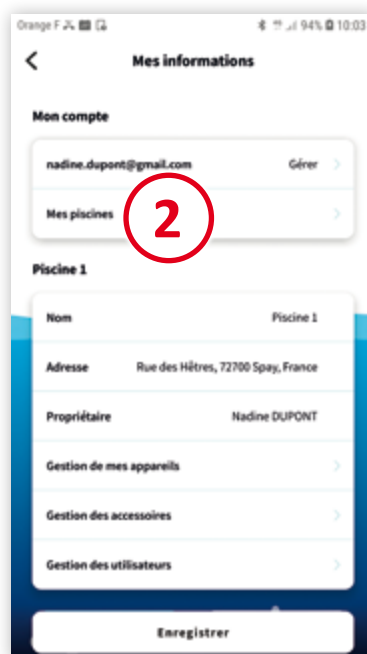 Orange F 94% 10:03
Mes informations
Mon compte
nadine.dupont@gmail.com Gérer
Mes piscines
2
Piscine 1
Nom Piscine 1
Adresse Rue des Hêtres, 72700 Spay, France
Propriétaire Nadine DUPONT
Gestion de mes appareils
Gestion des accessoires
Gestion des utilisateurs
Enregistrer